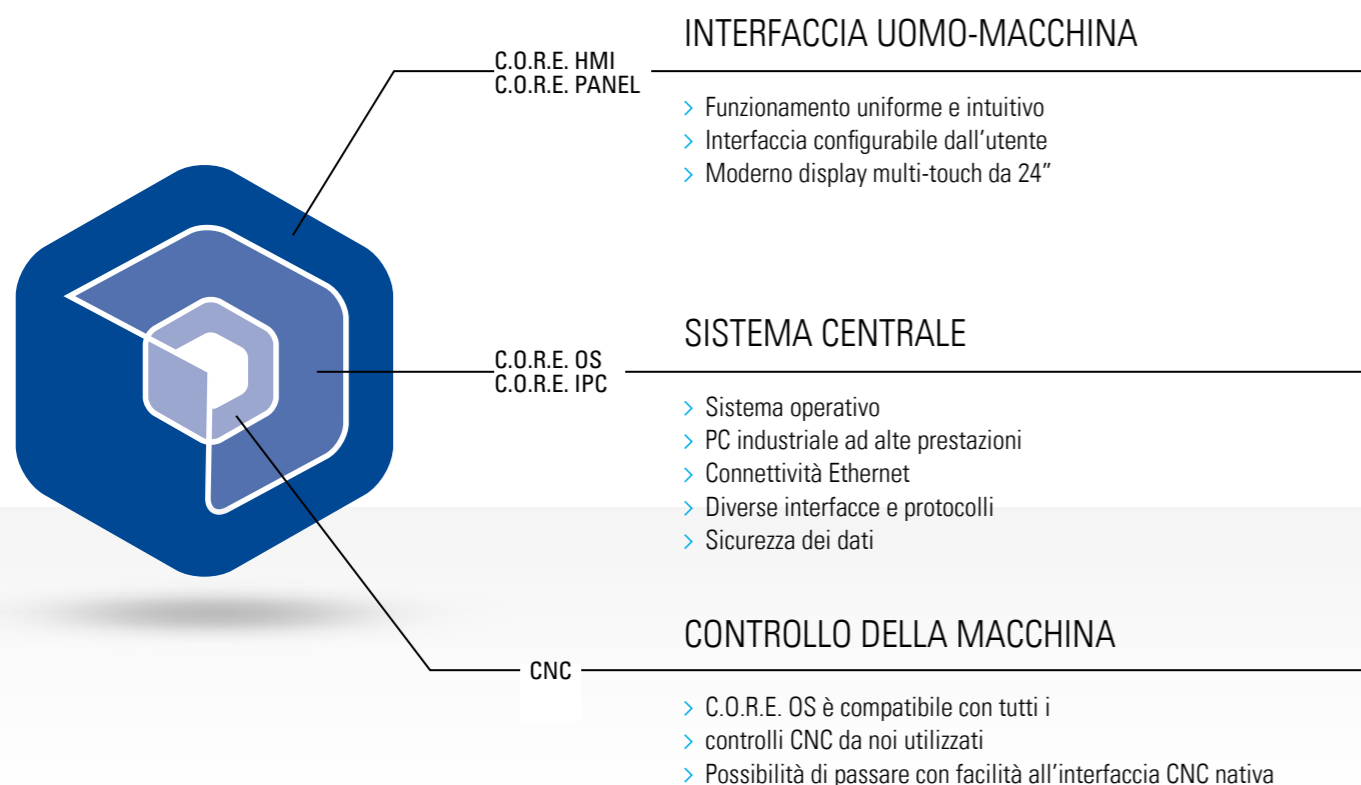 INTERFACCIA UOMO-MACCHINA
C.O.R.E. HMI
C.O.R.E. PANEL
> Funzionamento uniforme e intuitivo
> Interfaccia configurabile dall’utente
> Moderno display multi-touch da 24”
SISTEMA CENTRALE
C.O.R.E. OS
C.O.R.E. IPC
> Sistema operativo
> PC industriale ad alte prestazioni
> Connettività Ethernet
> Diverse interfacce e protocolli
> Sicurezza dei dati
CONTROLLO DELLA MACCHINA
CNC
> C.O.R.E. OS è compatibile con tutti i
> controlli CNC da noi utilizzati
> Possibilità di passare con facilità all’interfaccia CNC nativa